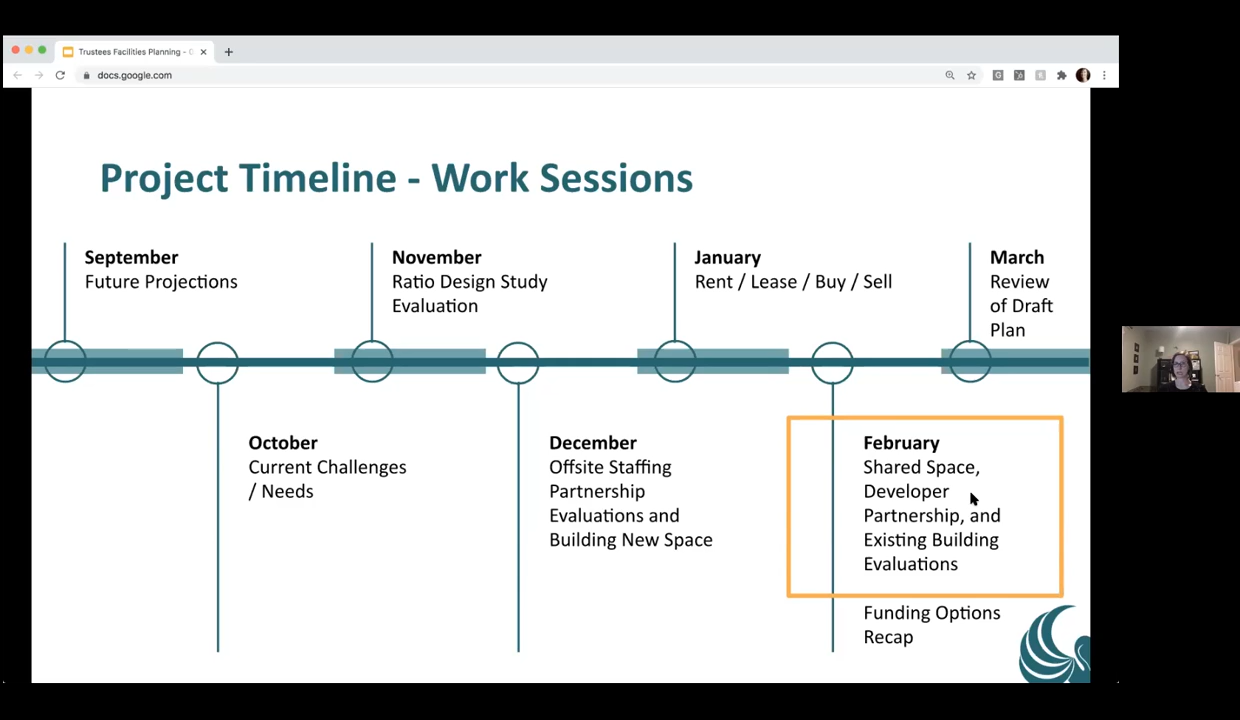 Trustees Facilities Planning -
docs.google.com
Project Timeline - Work Sessions
September
Future Projections
November
Ratio Design Study
Evaluation
January
Rent / Lease / Buy / Sell
March
Review
of Draft
Plan
October
Current Challenges
/ Needs
December
Offsite Staffing
Partnership
Evaluations and
Building New Space
February
Shared Space,
Developer
Partnership, and
Existing Building
Evaluations
Funding Options
Recap